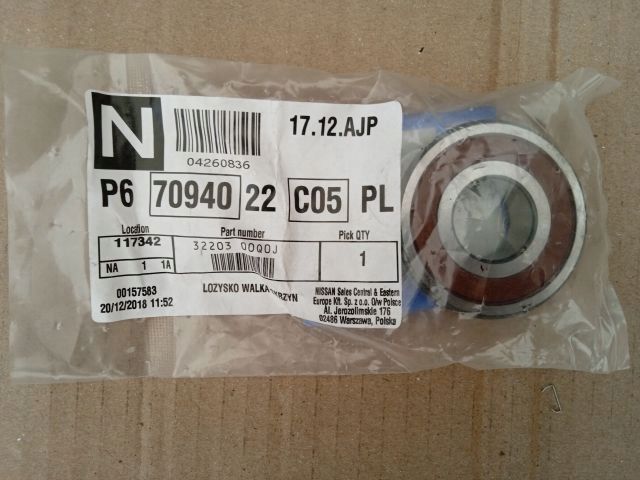 N
04260836
17.12.AJP
P6 70940 22 C05 PL
Location Part number Pick QTY
117342 32203 00Q0J 1
NA 1 1A
00157583
20/12/2018 11:52
LOZYSKO WALKA
NISSAN Sales Central & Eastern
Europe Kft. Sp. z o.o. O/w Polsce
Al. Jerozolimskie 176
02486 Warszawa, Polska